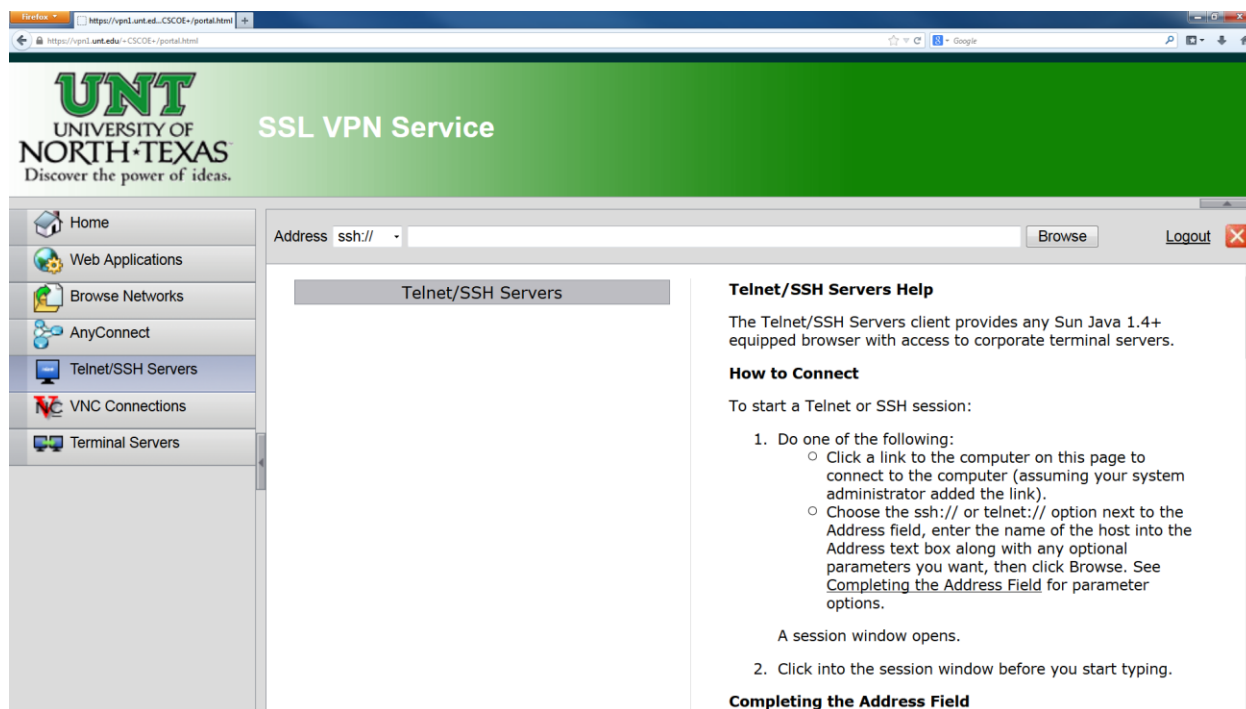 Firefox
https://vpn1.unt.ed...CSCOE+/portal.html
https://vpn1.unt.edu/+CSCOE+/portal.html
Google
UNT
UNIVERSITY OF
NORTH·TEXAS
Discover the power of ideas.
SSL VPN Service
Home
Web Applications
Browse Networks
AnyConnect
Telnet/SSH Servers
VNC Connections
Terminal Servers
Address ssh:// Browse Logout
Telnet/SSH Servers
Telnet/SSH Servers Help
The Telnet/SSH Servers client provides any Sun Java 1.4+
equipped browser with access to corporate terminal servers.
How to Connect
To start a Telnet or SSH session:
1. Do one of the following:
○ Click a link to the computer on this page to
connect to the computer (assuming your system
administrator added the link).
○ Choose the ssh:// or telnet:// option next to the
Address field, enter the name of the host into the
Address text box along with any optional
parameters you want, then click Browse. See
Completing the Address Field for parameter
options.
A session window opens.
2. Click into the session window before you start typing.
Completing the Address Field